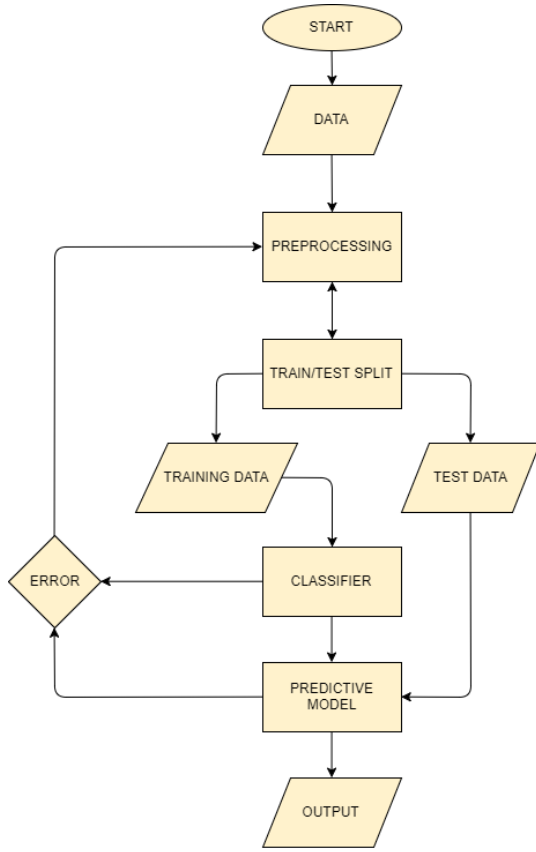 START
DATA
PREPROCESSING
TRAIN/TEST SPLIT
TRAINING DATA
TEST DATA
ERROR
CLASSIFIER
PREDICTIVE
MODEL
OUTPUT